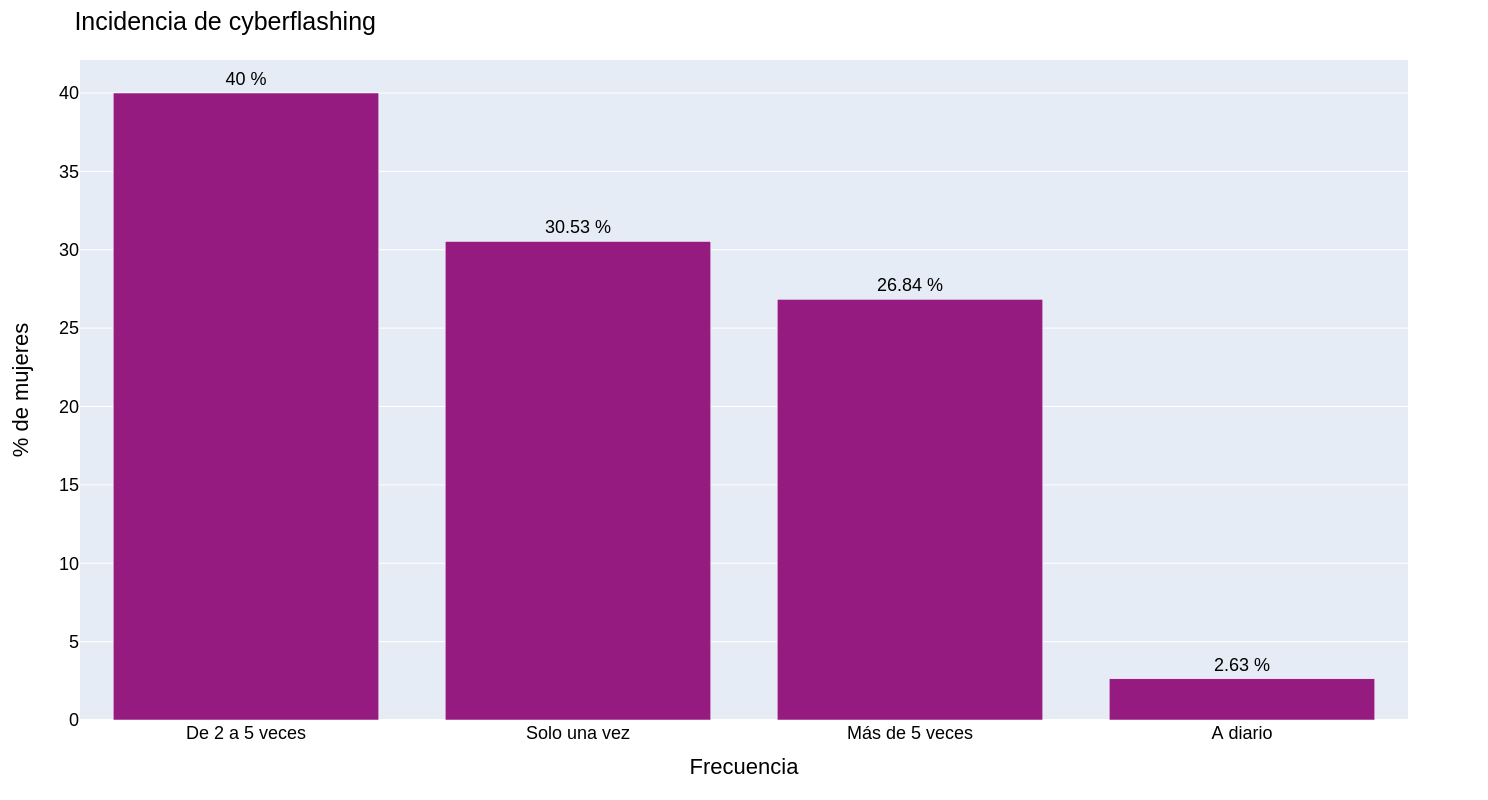 Incidencia de cyberflashing
40 %
30.53 %
26.84 %
2.63 %
40
35
30
25
20
15
10
5
0
% de mujeres
De 2 a 5 veces
Solo una vez
Más de 5 veces
A diario
Frecuencia